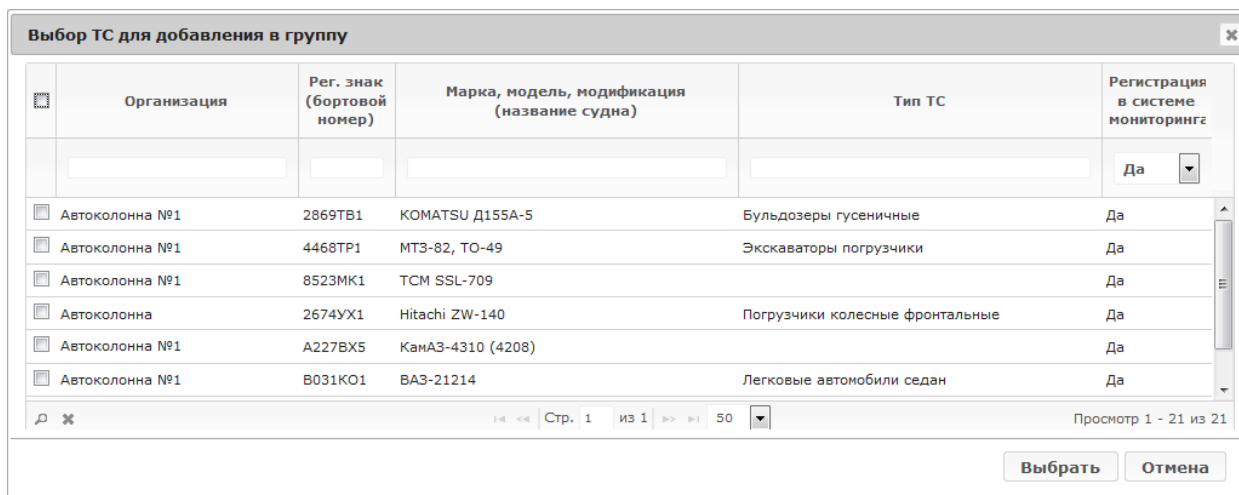 Выбор ТС для добавления в группу
Организация
Рег. знак
(бортовой
номер)
Марка, модель, модификация
(название судна)
Тип ТС
Регистрация
в системе
мониторинга
Да
Автоколонна №1 2869ТВ1 KOMATSU Д155А-5 Бульдозеры гусеничные Да
Автоколонна №1 4468ТР1 МТЗ-82, ТО-49 Экскаваторы погрузчики Да
Автоколонна №1 8523МК1 ТСМ SSL-709 Да
Автоколонна 2674УХ1 Hitachi ZW-140 Погрузчики колесные фронтальные Да
Автоколонна №1 А227ВХ5 КамАЗ-4310 (4208) Да
Автоколонна №1 В031КО1 ВАЗ-21214 Легковые автомобили седан Да
Стр. 1 из 1 50 Просмотр 1 - 21 из 21
Выбрать Отмена